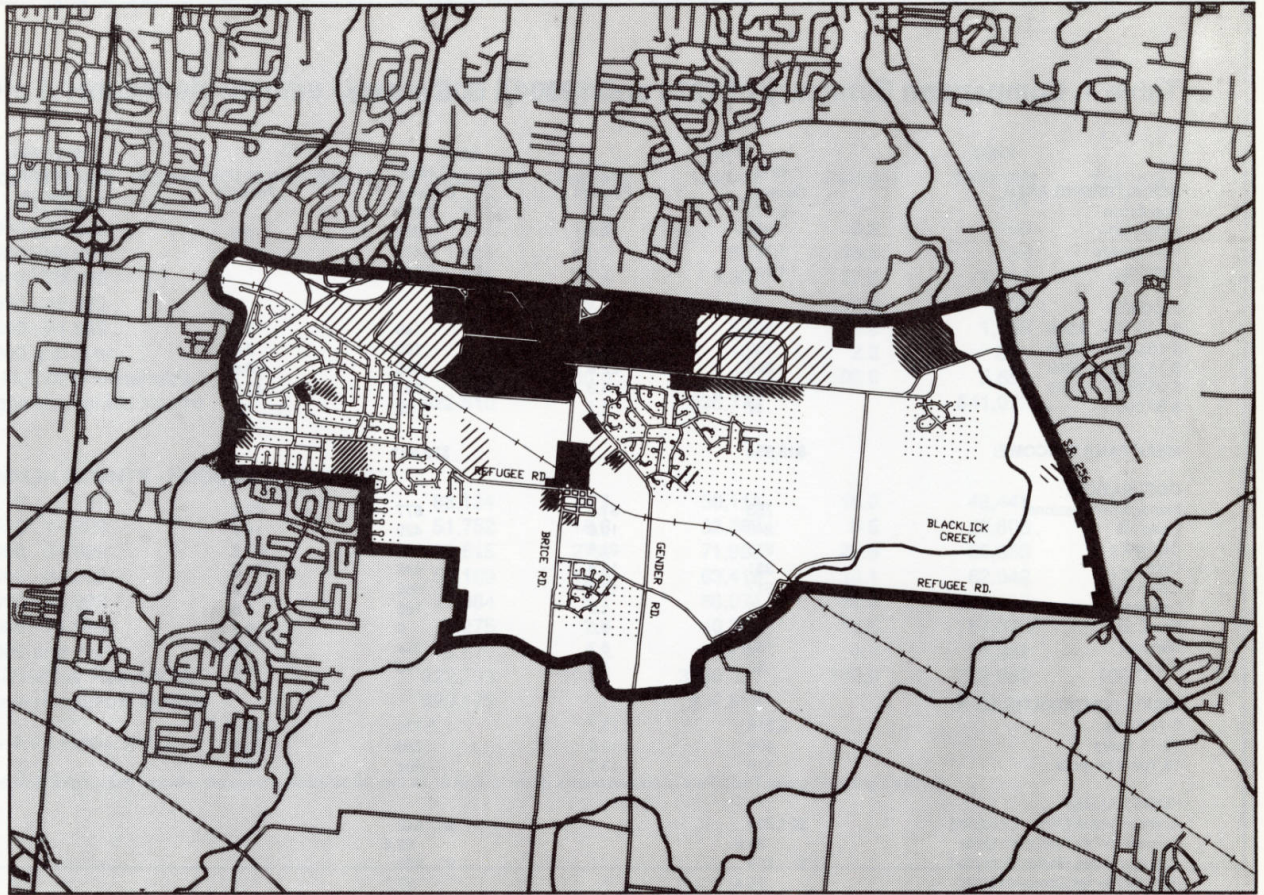 REFUGEE RD.
S.R. 256
BLACKLICK
CREEK
BRICE RD.
GENDER RD.
REFUGEE RD.